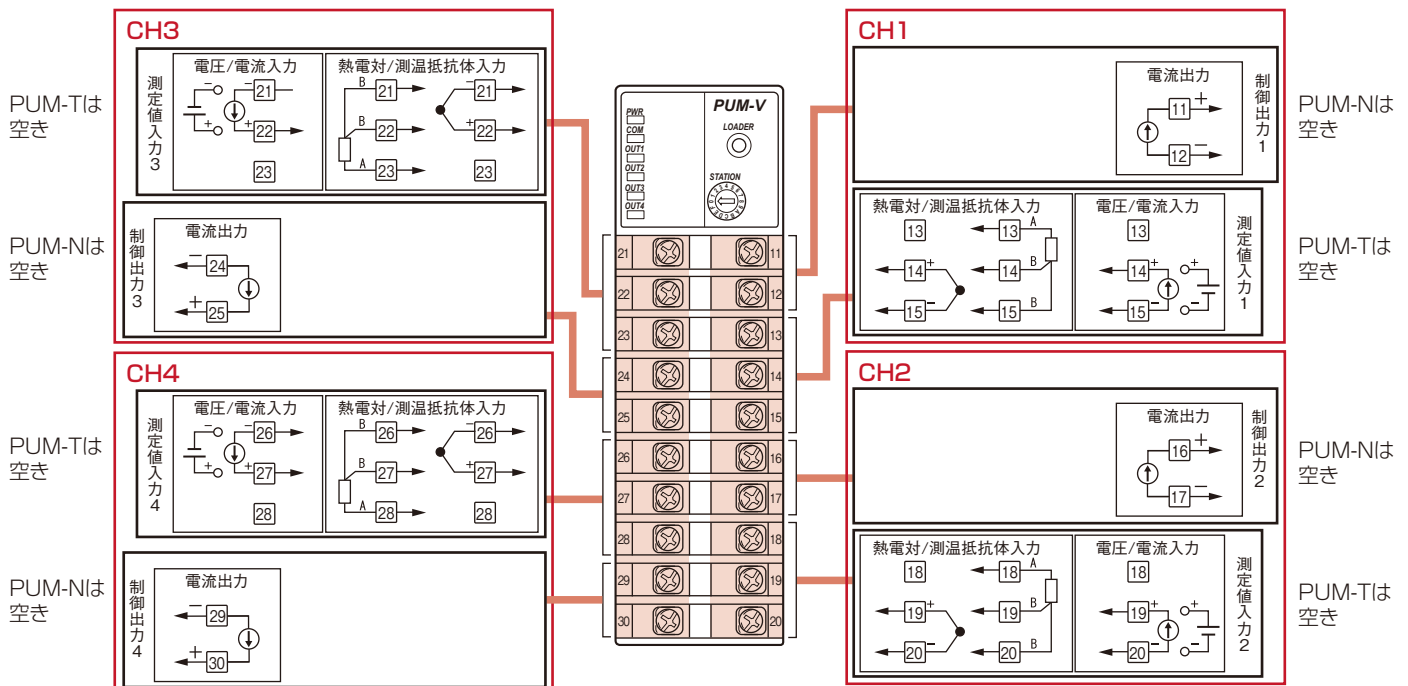 CH3
測定値入力3
電圧/電流入力
− − 21
+ + 22
23
熱電対/測温抵抗体入力
B 21 − 21
B 22 + 22
A 23 23
PUM-Tは
空き
制御出力3
電流出力
− 24
+ 25
PUM-Nは
空き
CH4
測定値入力4
電圧/電流入力
− − 26
+ + 27
28
熱電対/測温抵抗体入力
B 26 − 26
B 27 + 27
A 28 28
PUM-Tは
空き
制御出力4
電流出力
− 29
+ 30
PUM-Nは
空き
PUM-V
PWR
COM
OUT1
OUT2
OUT3
OUT4
LOADER
STATION
0 1 2 3 4 5 6 7 8 9 A B C D E F
21 11
22 12
23 13
24 14
25 15
26 16
27 17
28 18
29 19
30 20
CH1
電流出力
11 +
12 −
制御出力1
PUM-Nは
空き
熱電対/測温抵抗体入力
13 13 A
14 + 14 B
15 − 15 B
電圧/電流入力
13
14 + +
15 − −
測定値入力1
PUM-Tは
空き
CH2
電流出力
16 +
17 −
制御出力2
PUM-Nは
空き
熱電対/測温抵抗体入力
18 18 A
19 + 19 B
20 − 20 B
電圧/電流入力
18
19 + +
20 − −
測定値入力2
PUM-Tは
空き